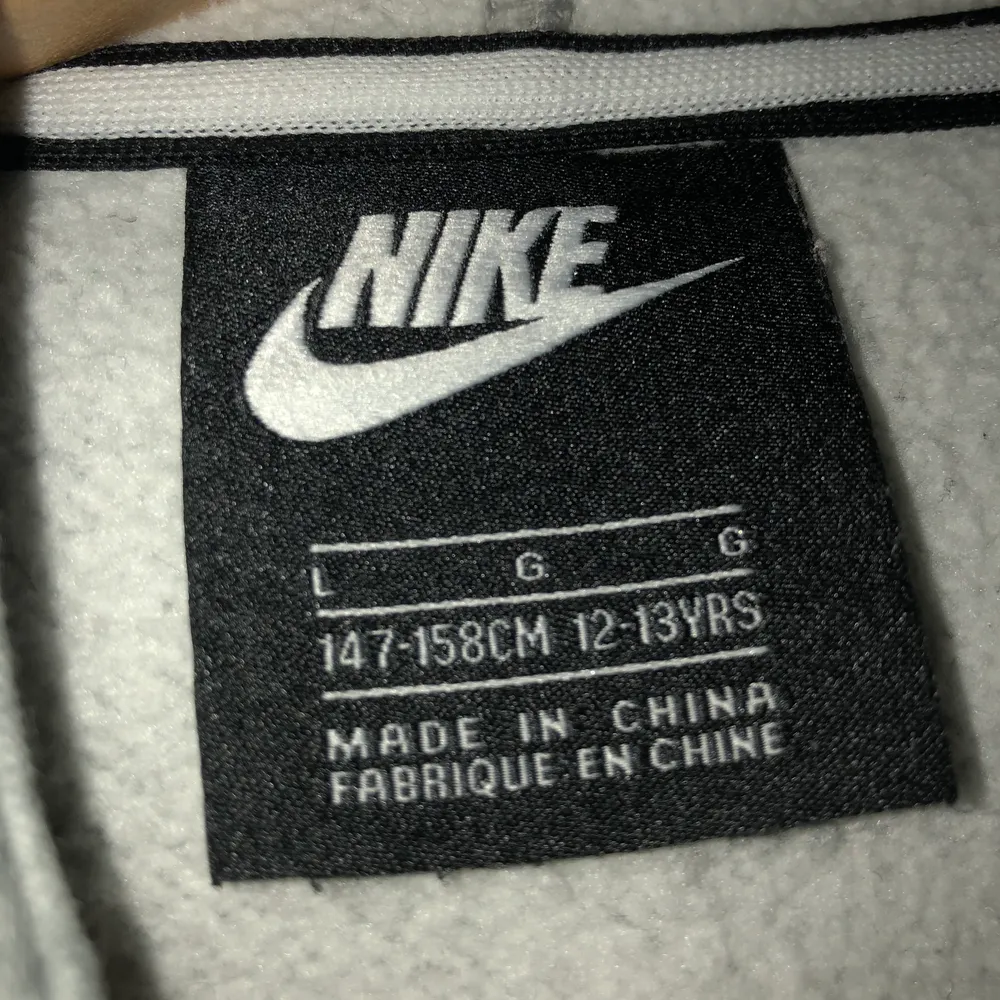 NIKE
L G G
147-158CM 12-13YRS
MADE IN CHINA
FABRIQUE EN CHINE